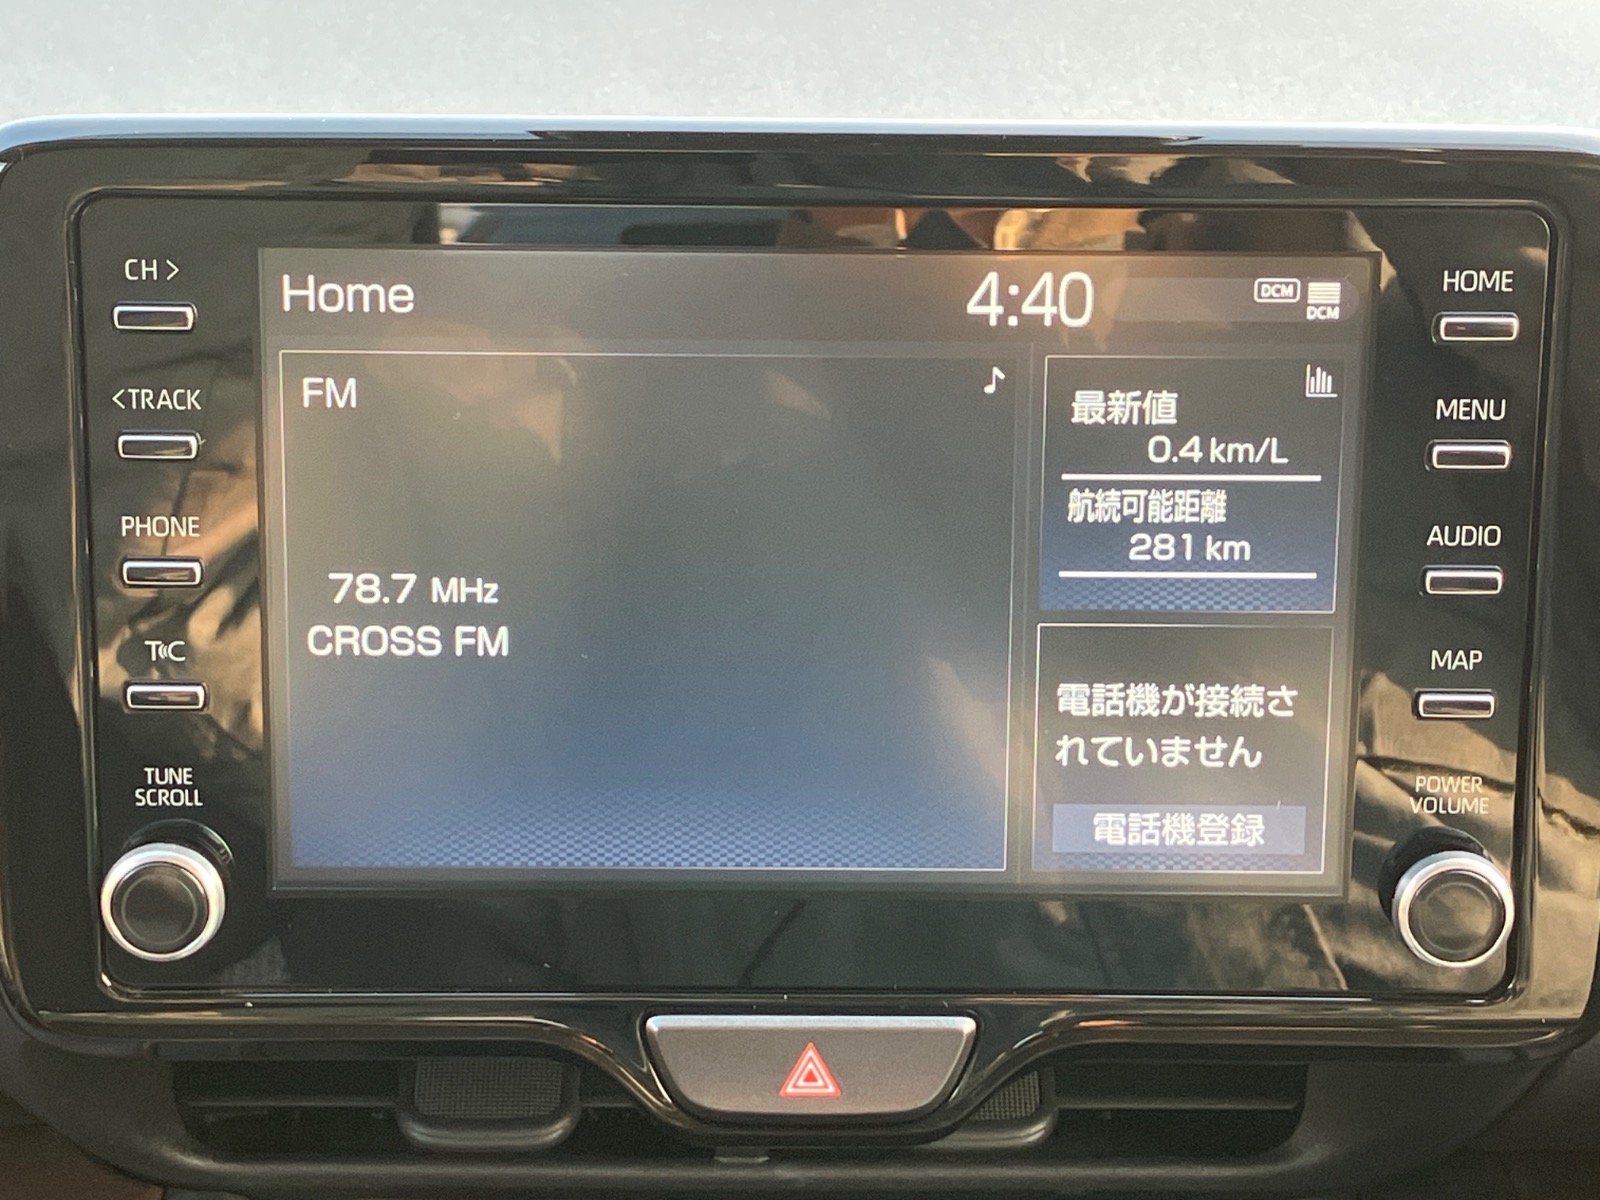 CH >
<TRACK
PHONE
T«C
TUNE
SCROLL
Home
4:40
DCM
DCM
FM
78.7 MHz
CROSS FM
最新値
0.4 km/L
航続可能距離
281 km
電話機が接続さ
れていません
電話機登録
HOME
MENU
AUDIO
MAP
POWER
VOLUME